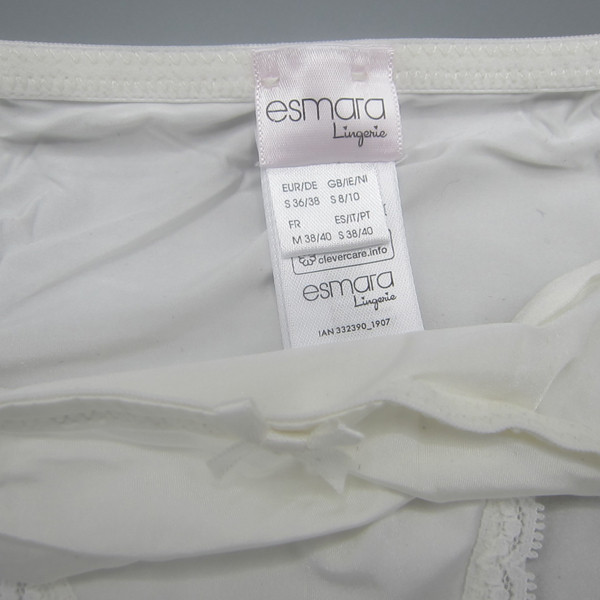 esmara
Lingerie
EUR/DE GB/IE/NI
S 36/38 S 8/10
FR ES/IT/PT
M 38/40 S 38/40
clevercare.info
esmara
Lingerie
IAN 332390_1907